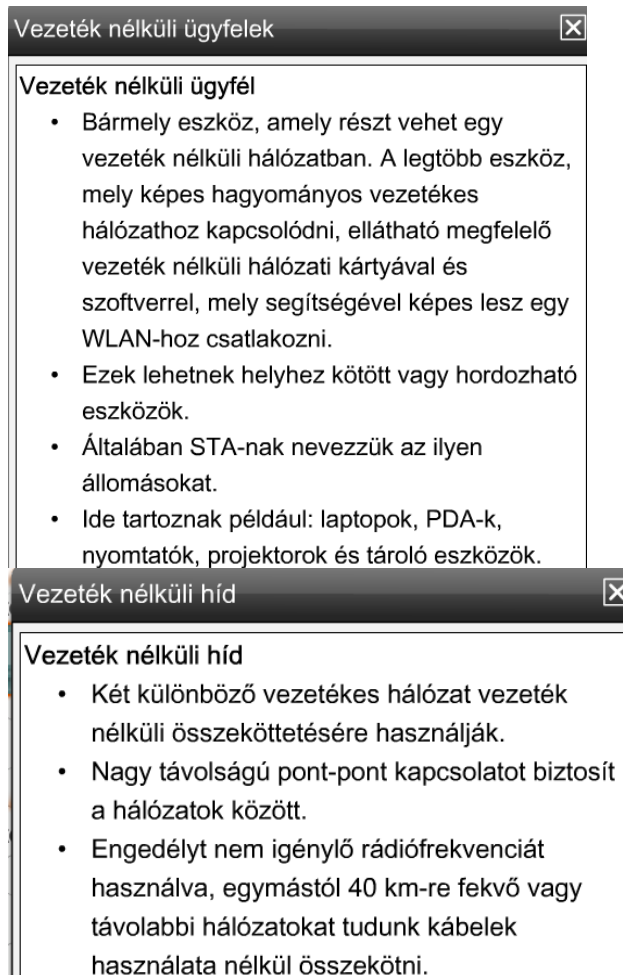 Vezeték nélküli ügyfelek
Vezeték nélküli ügyfél
• Bármely eszköz, amely részt vehet egy
vezeték nélküli hálózatban. A legtöbb eszköz,
mely képes hagyományos vezetékes
hálózathoz kapcsolódni, ellátható megfelelő
vezeték nélküli hálózati kártyával és
szoftverrel, mely segítségével képes lesz egy
WLAN-hoz csatlakozni.
• Ezek lehetnek helyhez kötött vagy hordozható
eszközök.
• Általában STA-nak nevezzük az ilyen
állomásokat.
• Ide tartoznak például: laptopok, PDA-k,
nyomtatók, projektorok és tároló eszközök.
Vezeték nélküli híd
Vezeték nélküli híd
• Két különböző vezetékes hálózat vezeték
nélküli összeköttetésére használják.
• Nagy távolságú pont-pont kapcsolatot biztosít
a hálózatok között.
• Engedélyt nem igénylő rádiófrekvenciát
használva, egymástól 40 km-re fekvő vagy
távolabbi hálózatokat tudunk kábelek
használata nélkül összekötni.